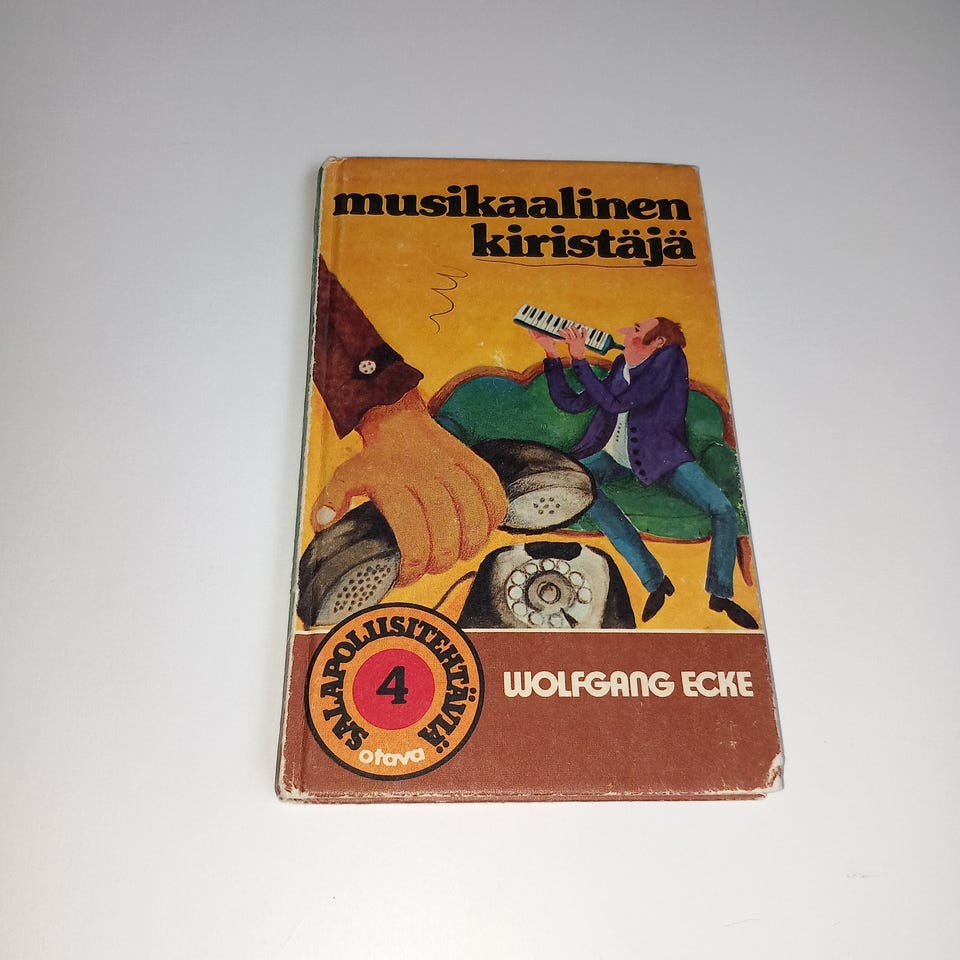 musikaalinen
kiristäjä
SALAPOLIISITEHTÄVIÄ
4
otava
WOLFGANG ECKE